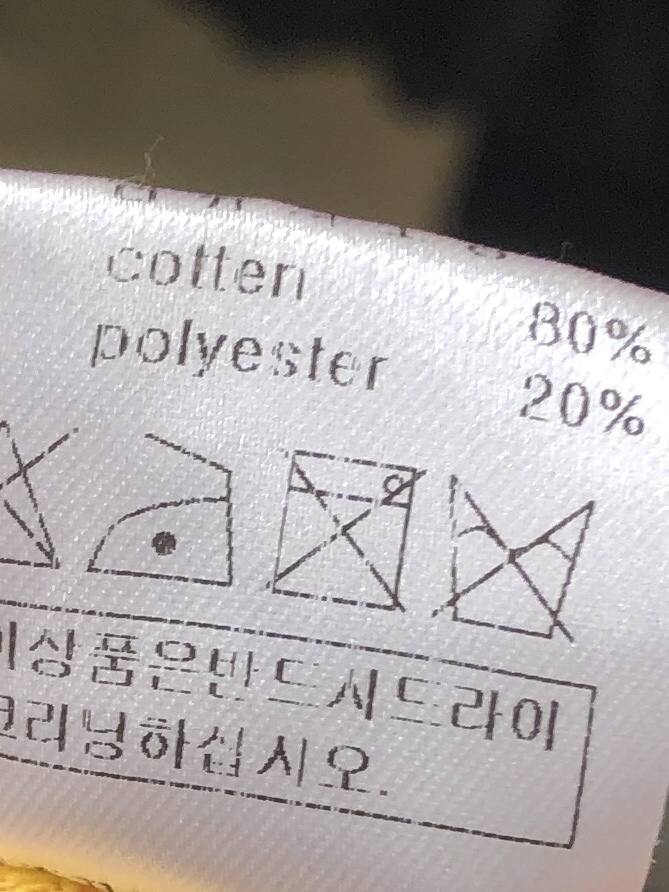 cotten 80%
polyester 20%
이상품은반드시드라이
크리닝하십시오.